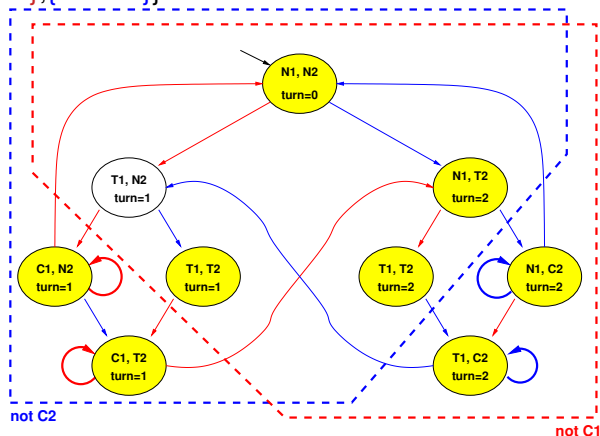 N1, N2
turn=0
T1, N2
turn=1
N1, T2
turn=2
C1, N2
turn=1
T1, T2
turn=1
T1, T2
turn=2
N1, C2
turn=2
C1, T2
turn=1
T1, C2
turn=2
not C2
not C1